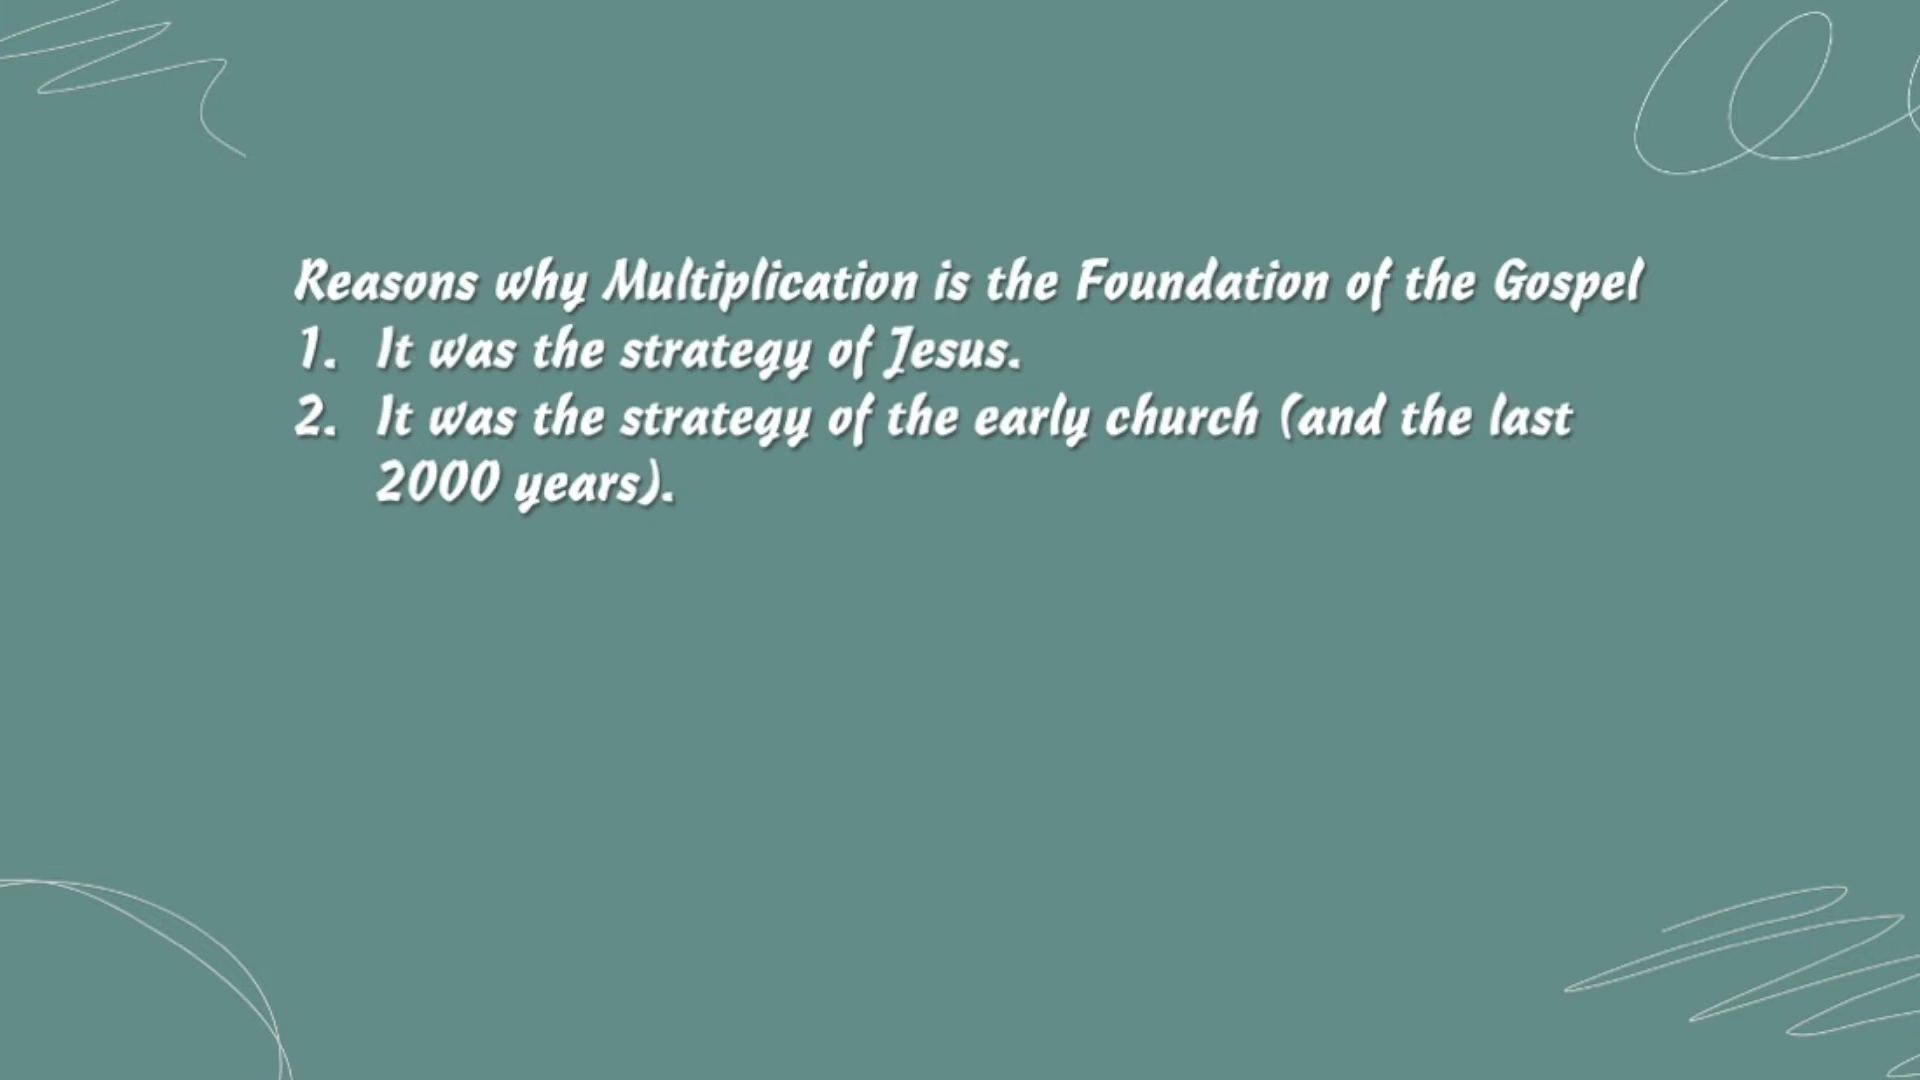 Reasons why Multiplication is the Foundation of the Gospel
1. It was the strategy of Jesus.
2. It was the strategy of the early church (and the last
2000 years).